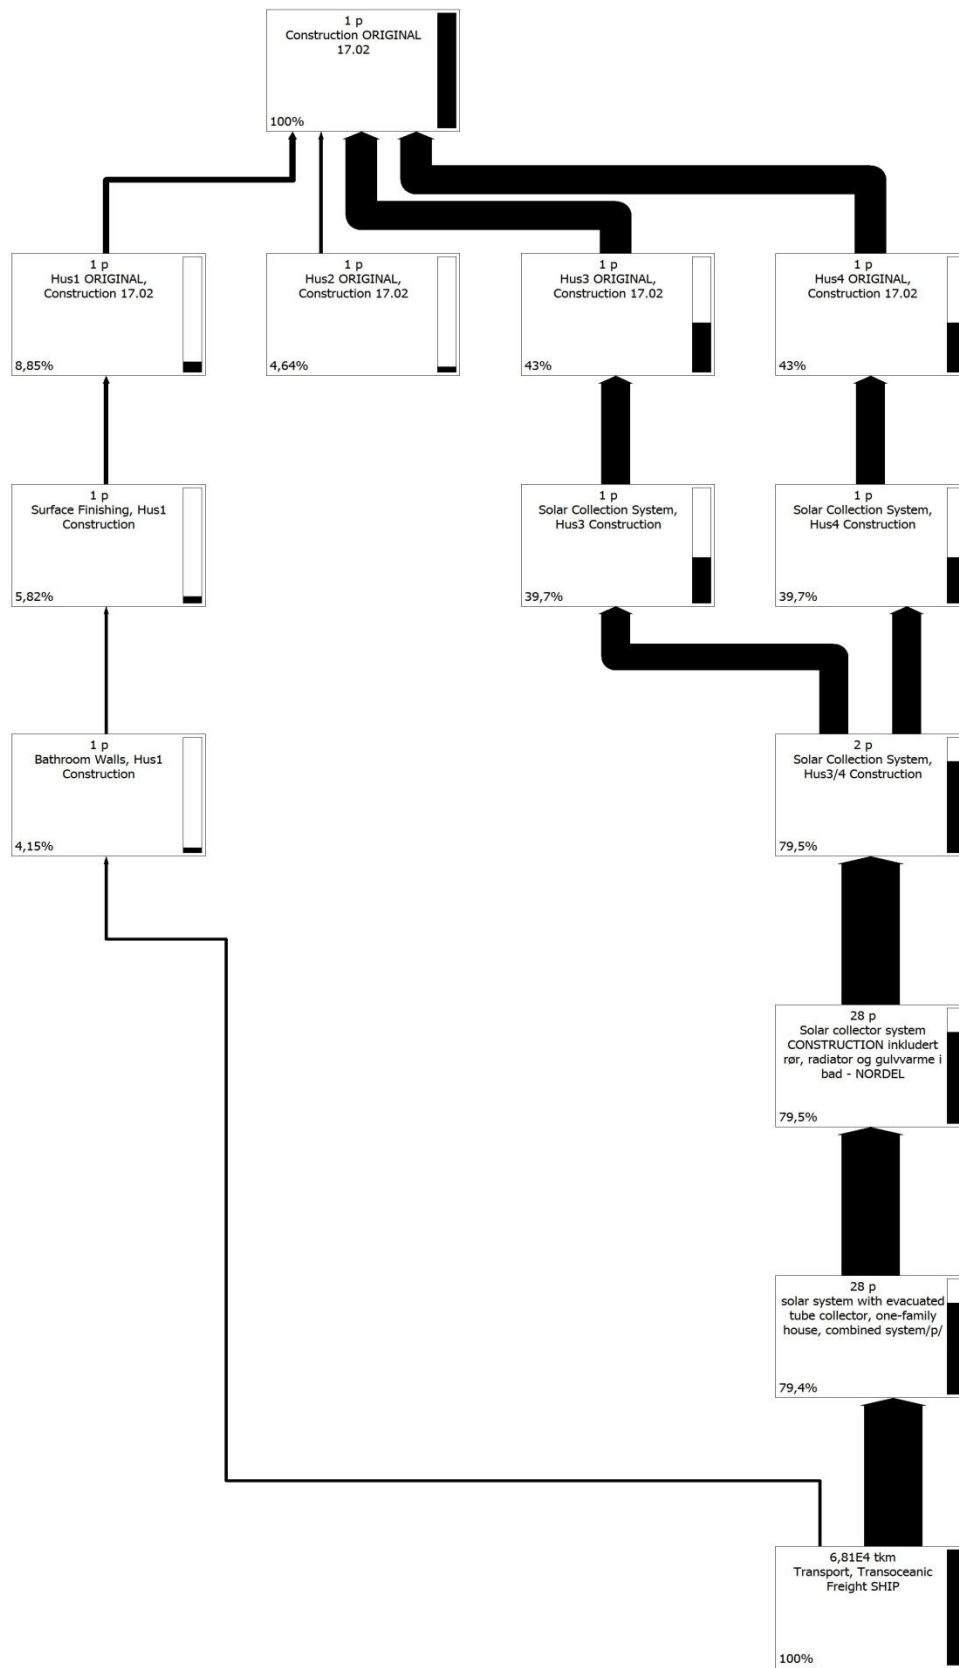 1 p
Construction ORIGINAL
17.02
100%
1 p
Hus1 ORIGINAL,
Construction 17.02
8,85%
1 p
Hus2 ORIGINAL,
Construction 17.02
4,64%
1 p
Hus3 ORIGINAL,
Construction 17.02
43%
1 p
Hus4 ORIGINAL,
Construction 17.02
43%
1 p
Surface Finishing, Hus1
Construction
5,82%
1 p
Solar Collection System,
Hus3 Construction
39,7%
1 p
Solar Collection System,
Hus4 Construction
39,7%
1 p
Bathroom Walls, Hus1
Construction
4,15%
2 p
Solar Collection System,
Hus3/4 Construction
79,5%
28 p
Solar collector system
CONSTRUCTION inkludert
rør, radiator og gulvvarme i
bad - NORDEL
79,5%
28 p
solar system with evacuated
tube collector, one-family
house, combined system/p/
79,4%
6,81E4 tkm
Transport, Transoceanic
Freight SHIP
100%